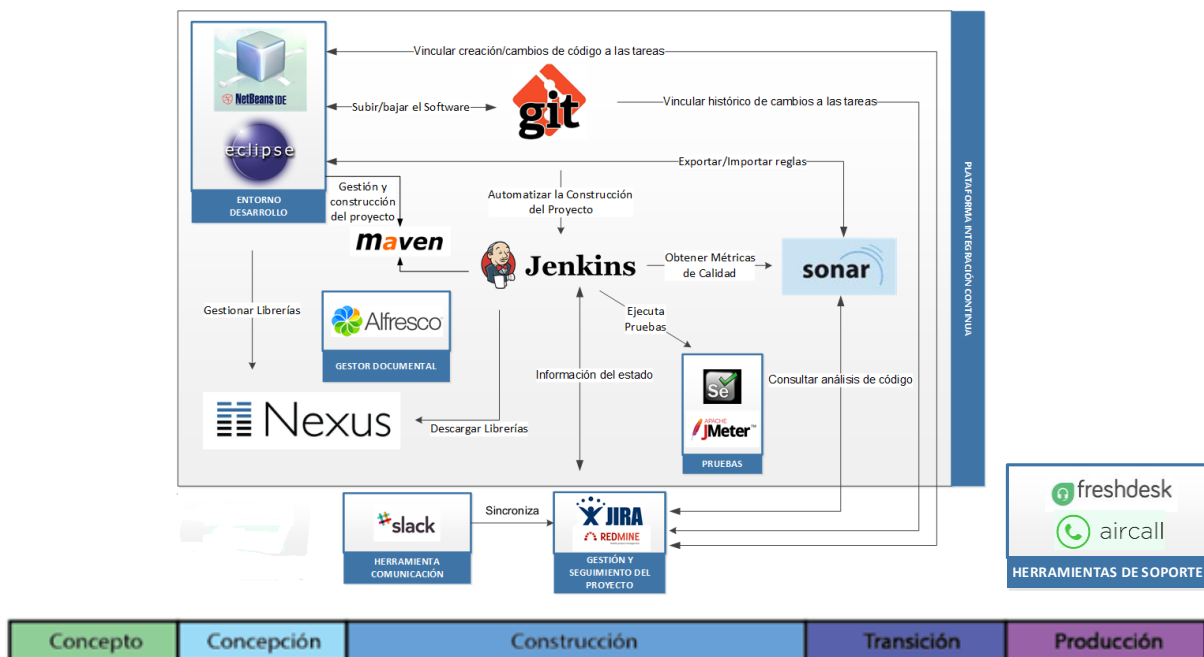 Vincular creación/cambios de código a las tareas
NetBeans IDE
Subir/bajar el Software
git
Vincular histórico de cambios a las tareas
eclipse
Exportar/Importar reglas
ENTORNO
DESARROLLO
Gestión y
construcción
del proyecto
Automatizar la Construcción
del Proyecto
PLATAFORMA INTEGRACIÓN CONTINUA
maven
Jenkins
Obtener Métricas
de Calidad
sonar
Gestionar Librerías
Alfresco
GESTOR DOCUMENTAL
Ejecuta
Pruebas
Información del estado
Se
Consultar análisis de código
Nexus
Descargar Librerías
APACHE
JMeter™
PRUEBAS
slack
Sincroniza
JIRA
REDMINE
HERRAMIENTA
COMUNICACIÓN
GESTIÓN Y
SEGUIMIENTO DEL
PROYECTO
freshdesk
aircall
HERRAMIENTAS DE SOPORTE
Concepto
Concepción
Construcción
Transición
Producción